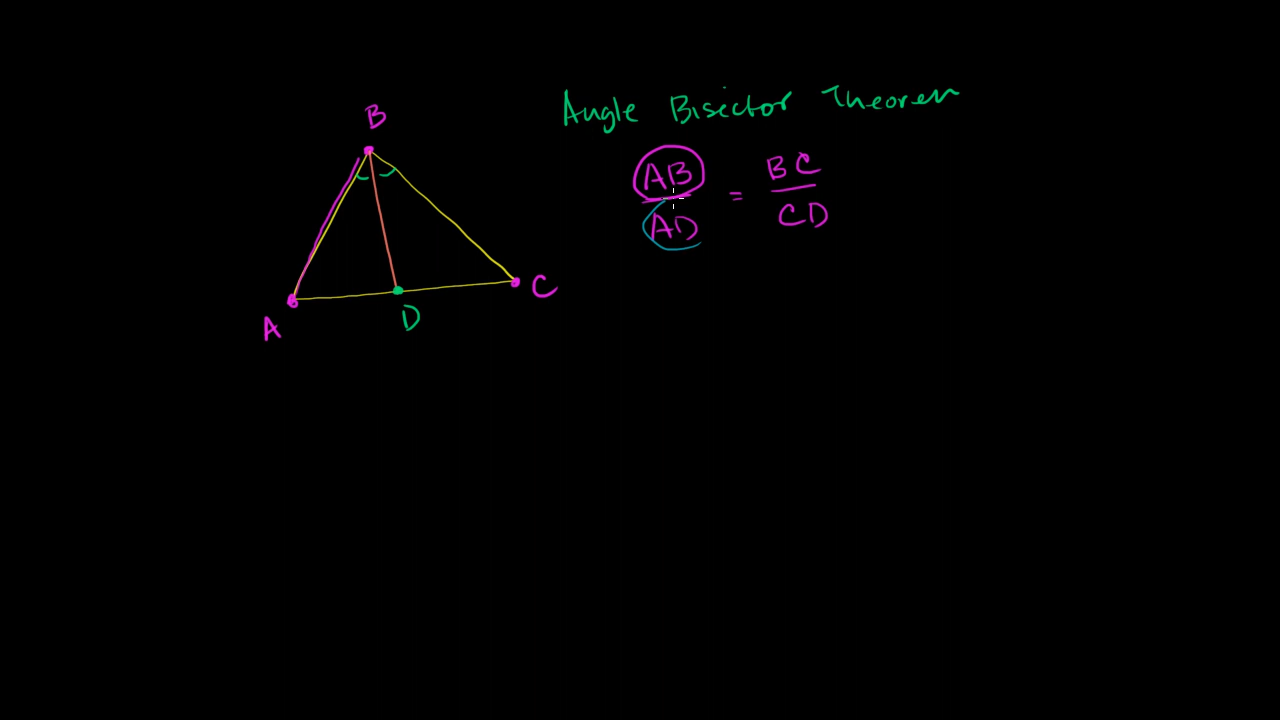 Angle Bisector Theorem
B
AB/AD = BC/CD
C
D
A